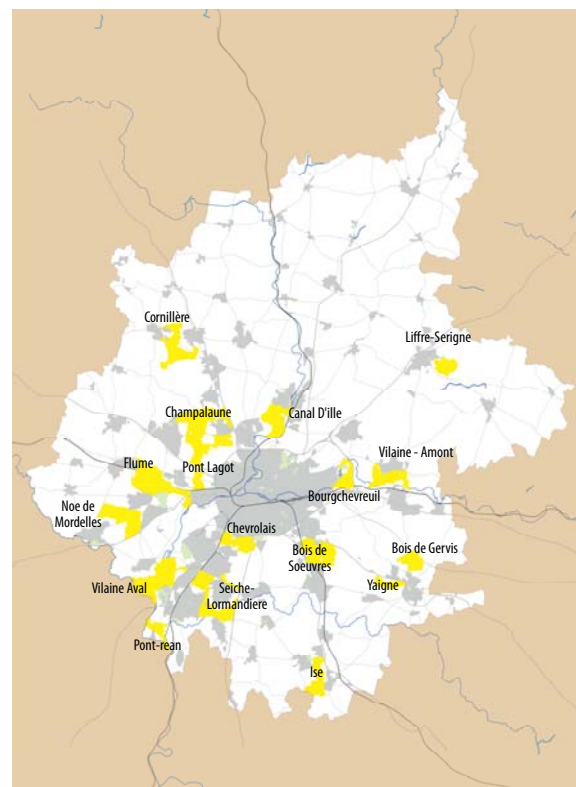 Cornillère
Liffre-Serigne
Champalaune
Canal D'ille
Flume
Pont Lagot
Vilaine - Amont
Bourgchevreuil
Noe de
Mordelles
Chevrolais
Bois de
Soeuvres
Bois de Gervis
Vilaine Aval
Seiche-
Lormandiere
Yaigne
Pont-rean
Ise